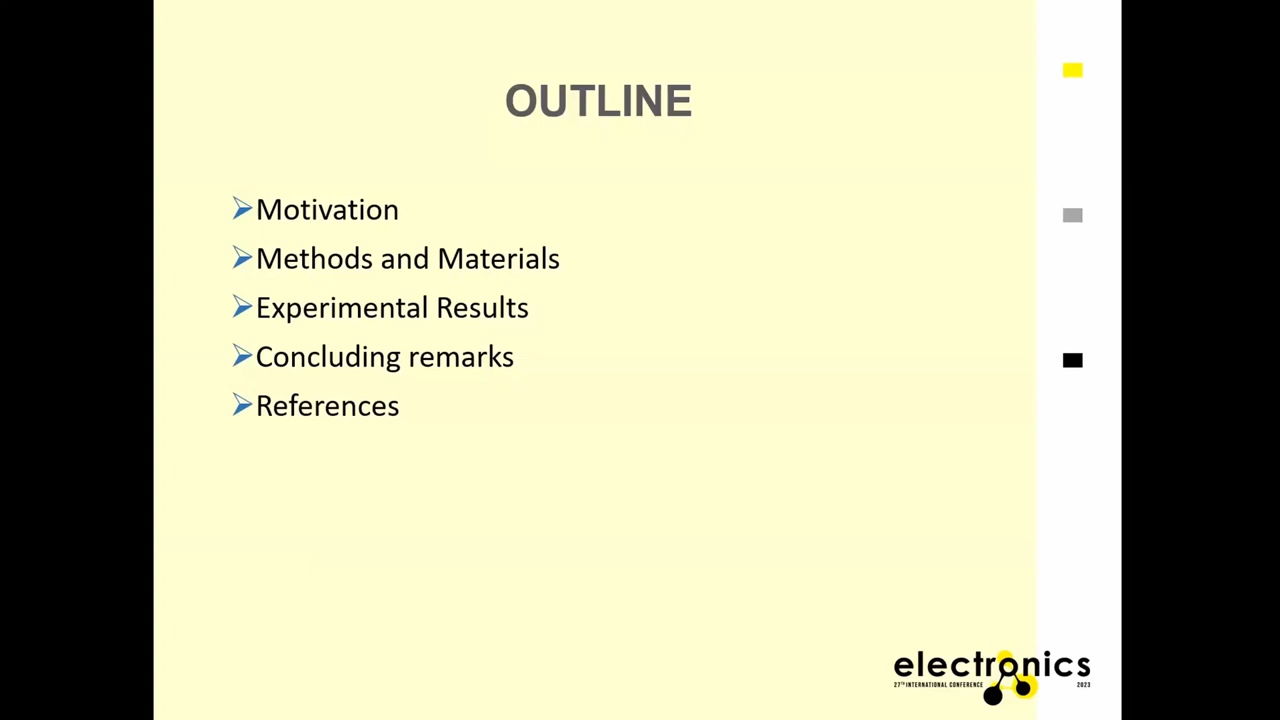 OUTLINE
Motivation
Methods and Materials
Experimental Results
Concluding remarks
References
electronics
27TH INTERNATIONAL CONFERENCE 2023